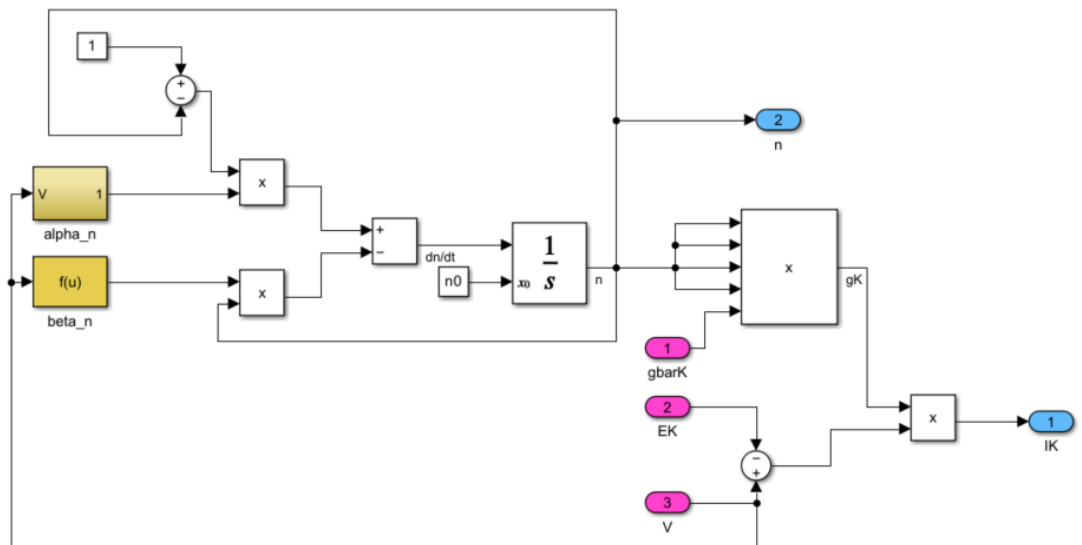 1
+
−
V 1
alpha_n
f(u)
beta_n
x
x
+
−
dn/dt
n0
1
s
x₀
n
2
n
x
gK
1
gbarK
2
EK
−
+
3
V
x
1
IK